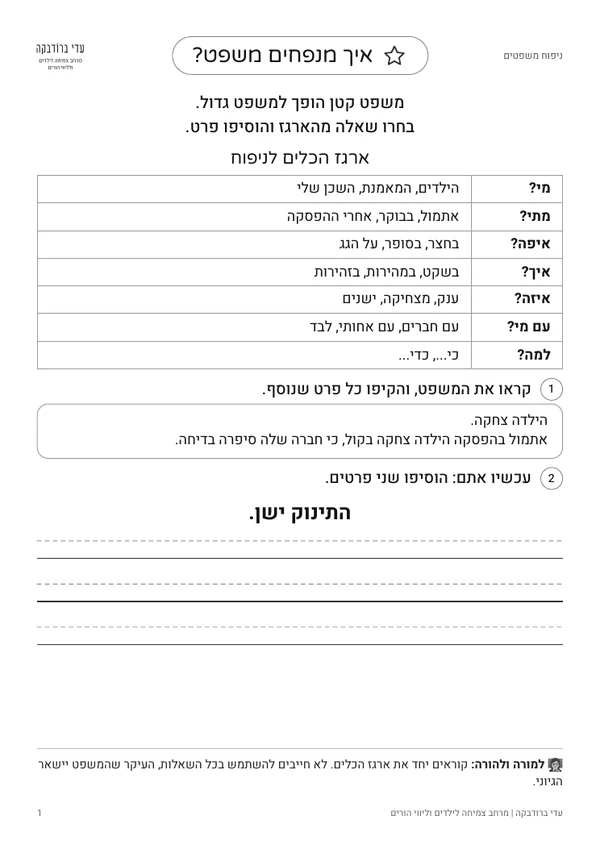 ניפוח משפטים
איך מנפחים משפט?
עדי ברודבקה
מרחב צמיחה לילדים
וליווי הורים
משפט קטן הופך למשפט גדול.
בחרו שאלה מהארגז והוסיפו פרט.
ארגז הכלים לניפוח
מי? הילדים, המאמנת, השכן שלי
מתי? אתמול, בבוקר, אחרי ההפסקה
איפה? בחצר, בסופר, על הגג
איך? בשקט, במהירות, בזהירות
איזה? ענק, מצחיקה, ישנים
עם מי? עם חברים, עם אחותי, לבד
למה? כי..., כדי...
1 קראו את המשפט, והקיפו כל פרט שנוסף.
הילדה צחקה.
אתמול בהפסקה הילדה צחקה בקול, כי חברה שלה סיפרה בדיחה.
2 עכשיו אתם: הוסיפו שני פרטים.
התינוק ישן.
למורה ולהורה: קוראים יחד את ארגז הכלים. לא חייבים להשתמש בכל השאלות, העיקר שהמשפט יישאר
הגיוני.
עדי ברודבקה | מרחב צמיחה לילדים וליווי הורים
1